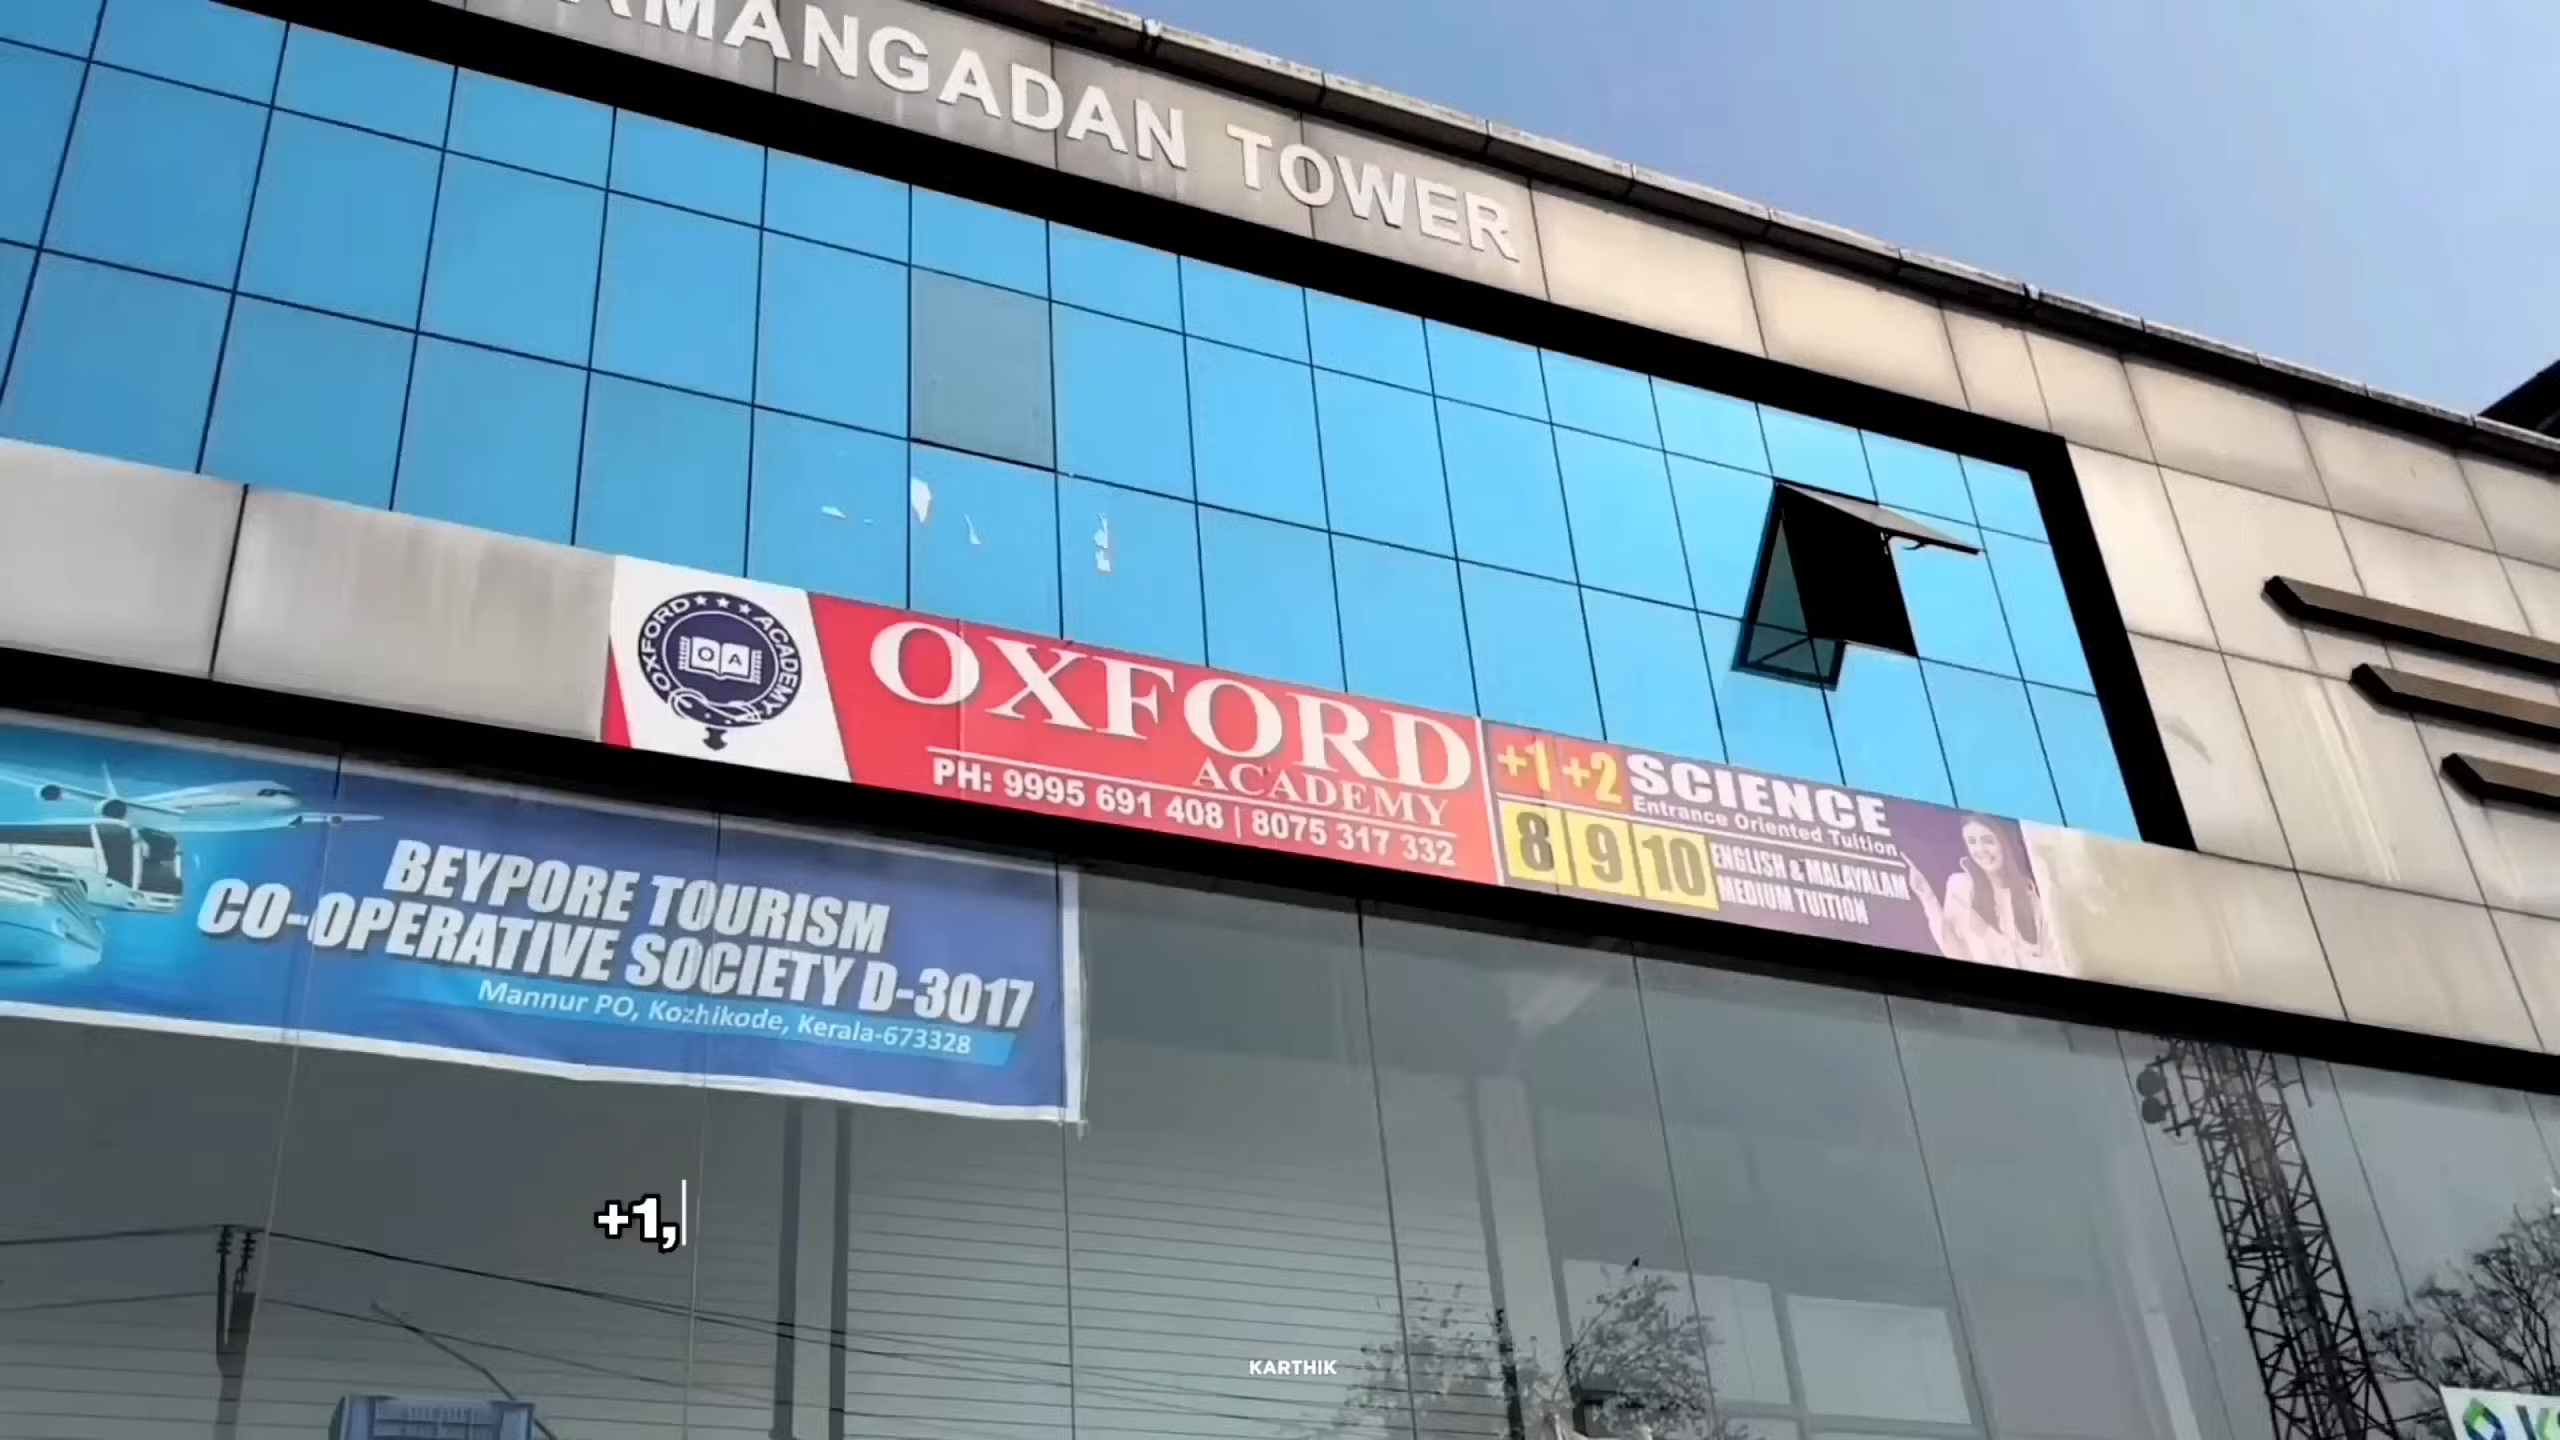 TOWER
OXFORD ACADEMY
OA
OXFORD
ACADEMY
PH: 9995 691 408 | 8075 317 332
+1 +2 SCIENCE
Entrance Oriented Tuition
8 9 10
ENGLISH & MALAYALAM
MEDIUM TUITION
BEYPORE TOURISM
CO-OPERATIVE SOCIETY D-3017
Mannur PO, Kozhikode, Kerala-673328
+1,
KARTHIK